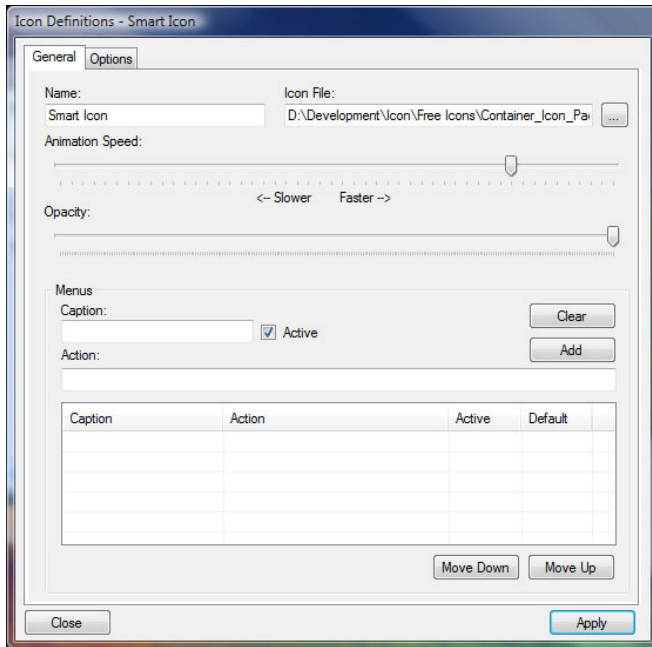 Icon Definitions - Smart Icon
General Options
Name: Icon File:
Smart Icon D:\Development\Icon\Free Icons\Container_Icon_Pa ...
Animation Speed:
<-- Slower Faster -->
Opacity:
Menus
Caption:
Clear
Active
Add
Action:
Caption Action Active Default
Move Down Move Up
Close Apply